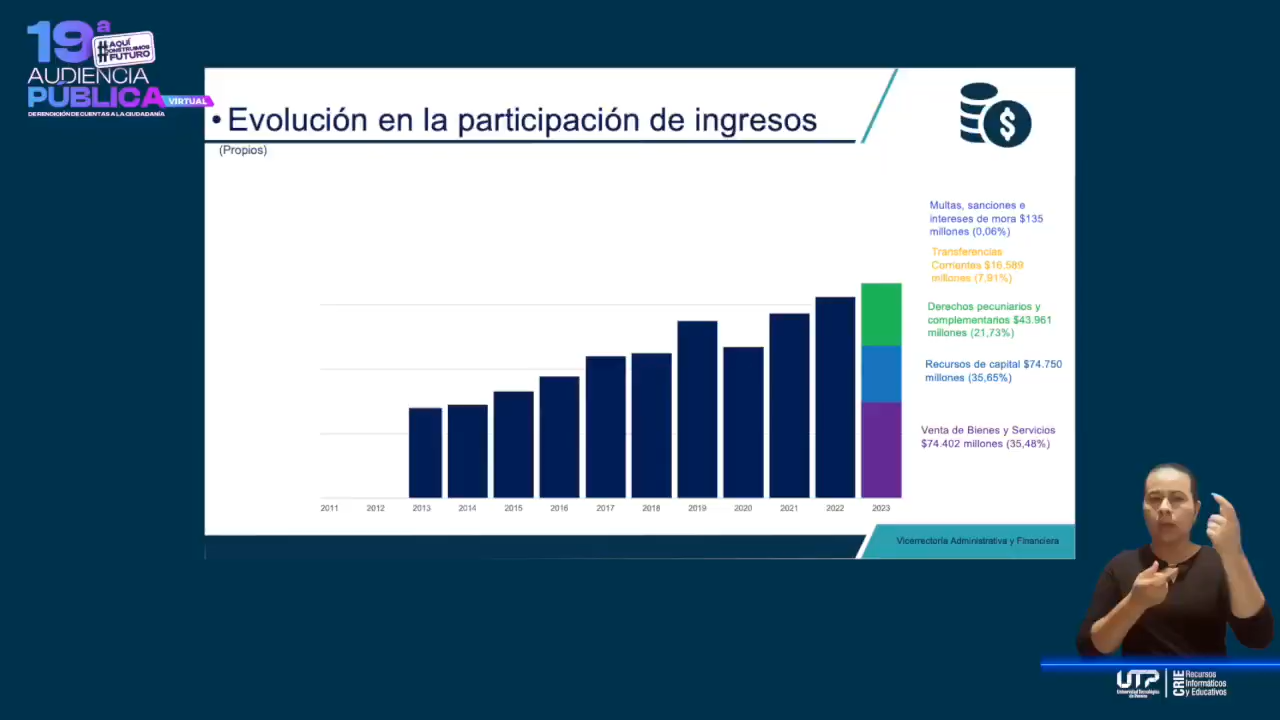 19ª
#AQUÍ
CONSTRUIMOS
FUTURO
AUDIENCIA
PÚBLICA
VIRTUAL
DE RENDICIÓN DE CUENTAS A LA CIUDADANÍA
• Evolución en la participación de ingresos
(Propios)
$
Multas, sanciones e
intereses de mora $135
millones (0,06%)
Transferencias
Corrientes $16,589
millones (7,91%)
Derechos pecuniarios y
complementarios $43.961
millones (21,73%)
Recursos de capital $74.750
millones (35,65%)
Venta de Bienes y Servicios
$74.402 millones (35,48%)
2011 2012 2013 2014 2015 2016 2017 2018 2019 2020 2021 2022 2023
Vicerrectoría Administrativa y Financiera
UTP
Universidad Tecnológica
de Pereira
CRIE
Recursos
Informáticos
y Educativos